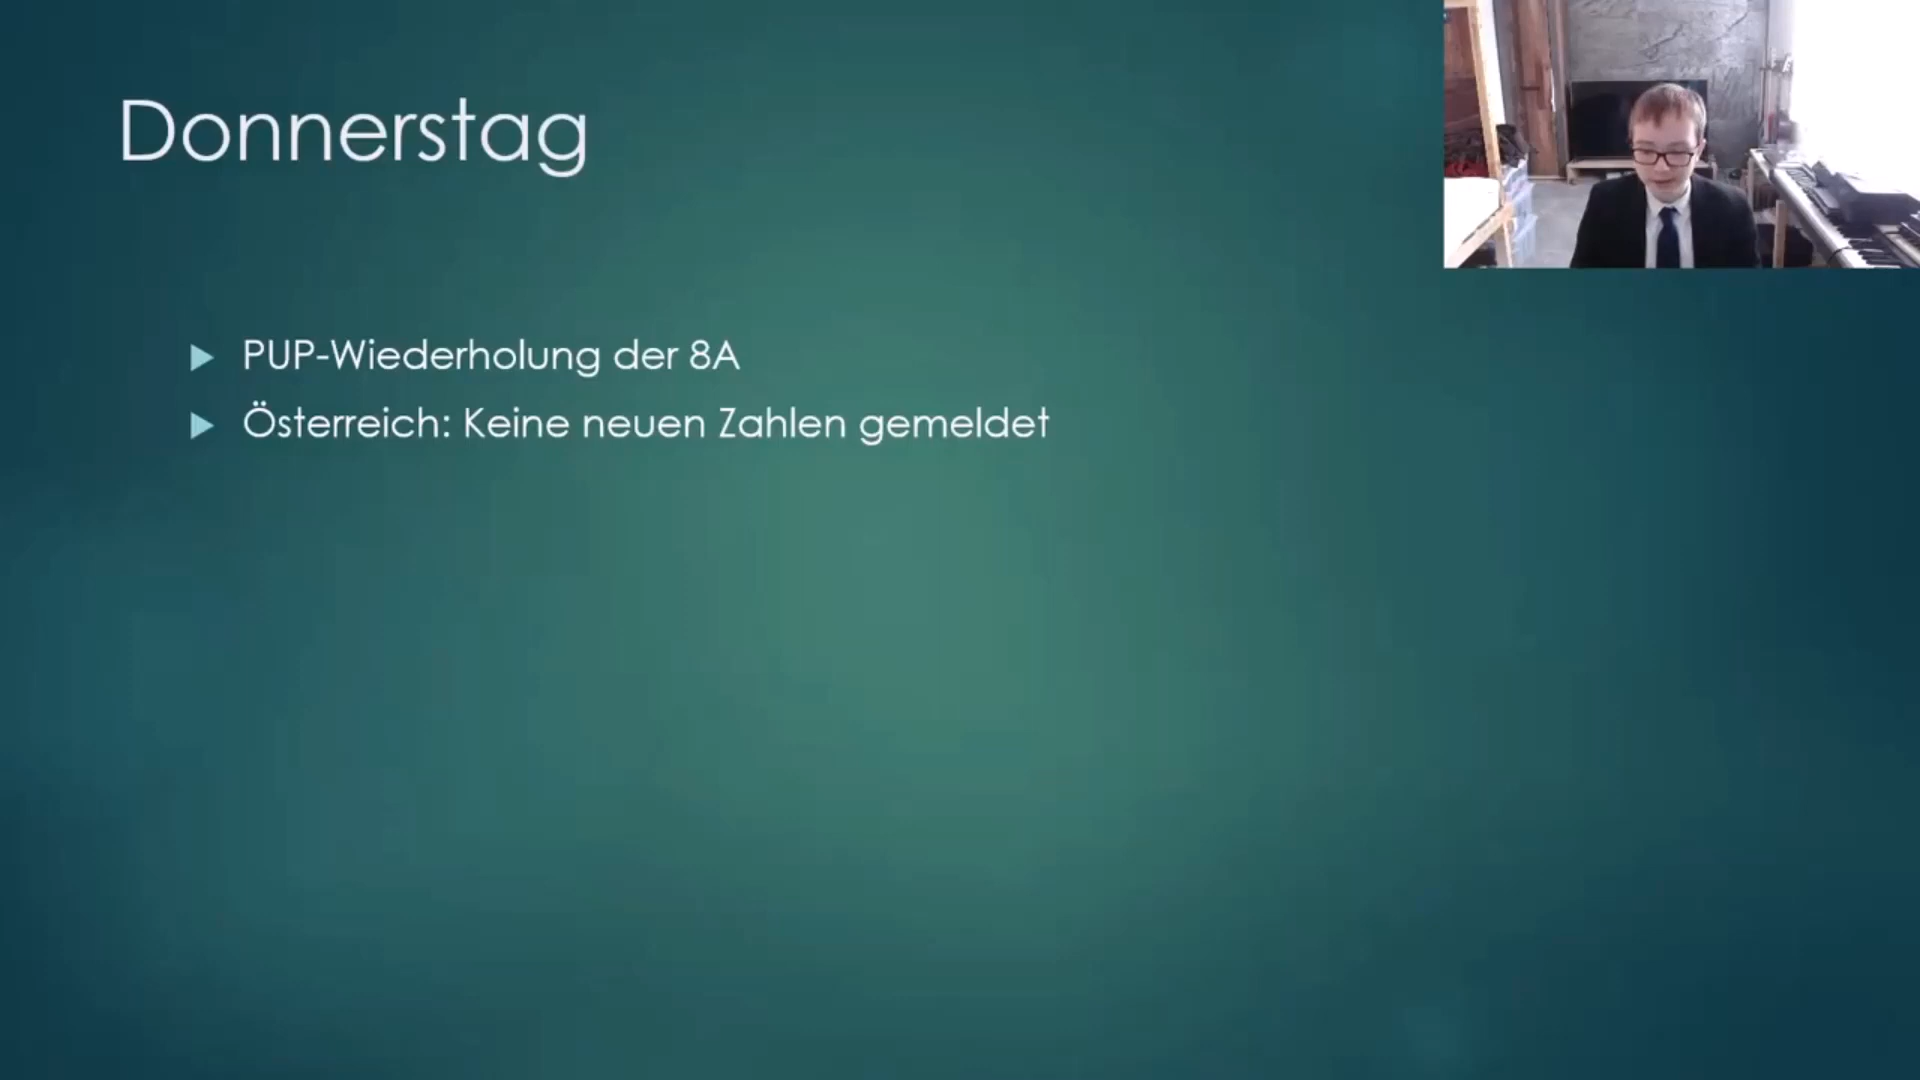 Donnerstag
PUP-Wiederholung der 8A
Österreich: Keine neuen Zahlen gemeldet